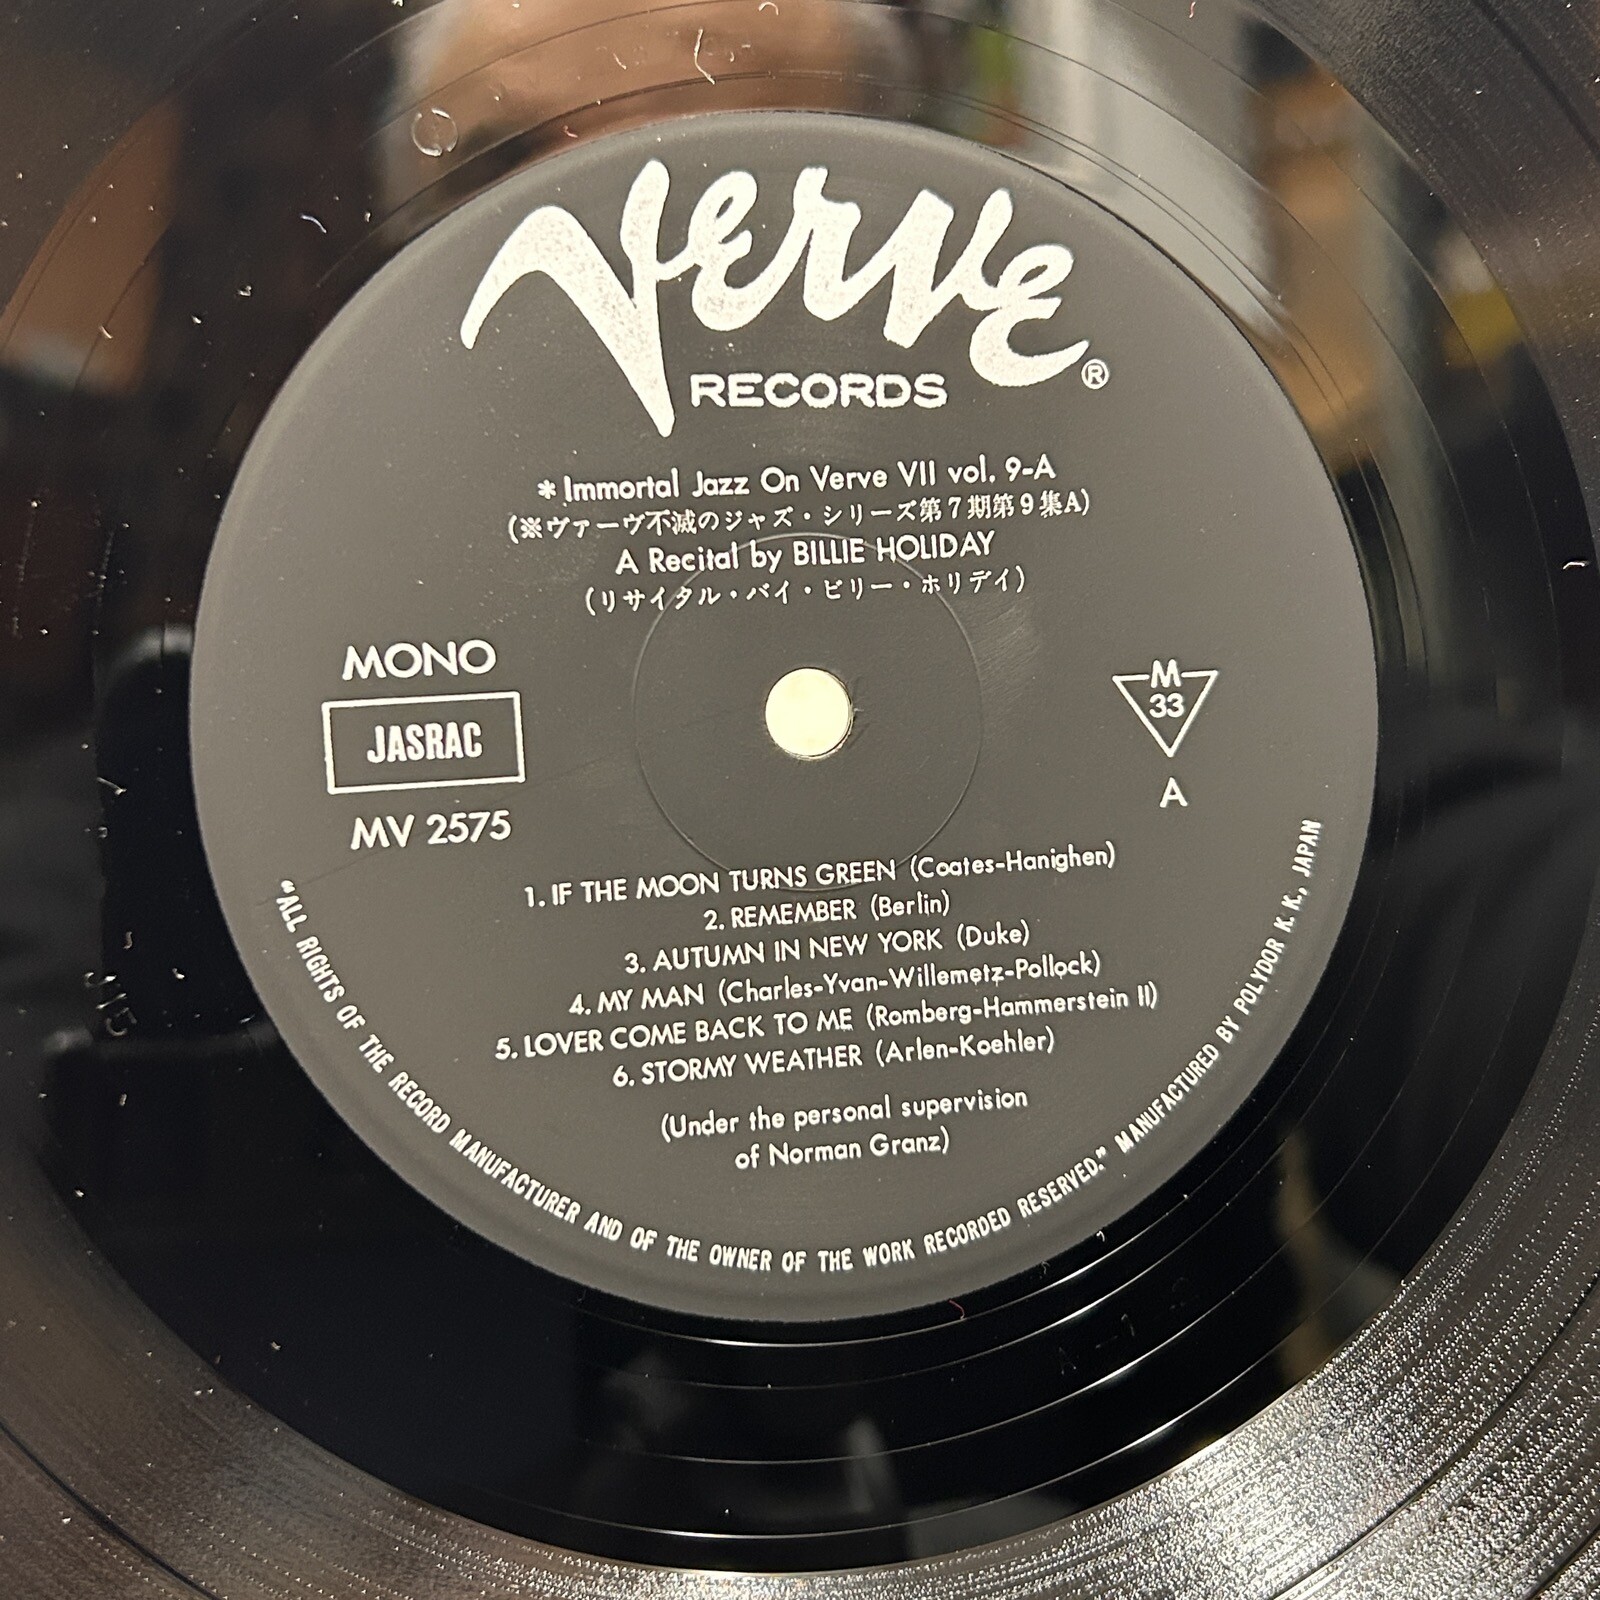 Verve
RECORDS ®
* Immortal Jazz On Verve VII vol. 9-A
(※ヴァーヴ不滅のジャズ・シリーズ第7期第9集A)
A Recital by BILLIE HOLIDAY
(リサイタル・バイ・ビリー・ホリデイ)
MONO
JASRAC
MV 2575
M
33
A
1. IF THE MOON TURNS GREEN (Coates-Hanighen)
2. REMEMBER (Berlin)
3. AUTUMN IN NEW YORK (Duke)
4. MY MAN (Charles-Yvan-Willemetz-Pollock)
5. LOVER COME BACK TO ME (Romberg-Hammerstein II)
6. STORMY WEATHER (Arlen-Koehler)
(Under the personal supervision
of Norman Granz)
"ALL RIGHTS OF THE RECORD MANUFACTURER AND OF THE OWNER OF THE WORK RECORDED RESERVED." MANUFACTURED BY POLYDOR K. K., JAPAN